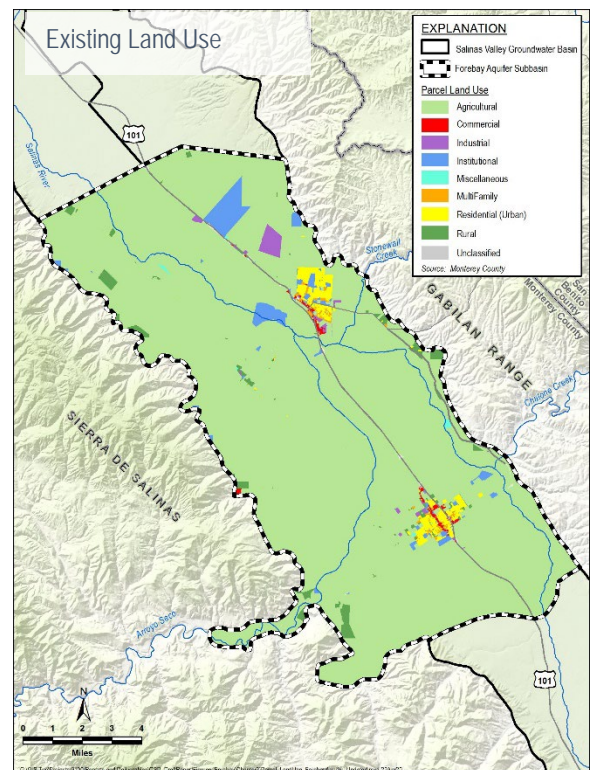 Existing Land Use
EXPLANATION
Salinas Valley Groundwater Basin
Forebay Aquifer Subbasin
Parcel Land Use
Agricultural
Commercial
Industrial
Institutional
Miscellaneous
MultiFamily
Residential (Urban)
Rural
Unclassified
Source: Monterey County
101
Salinas River
Stonewall
Creek
San
Benito
County
Monterey County
GABILAN RANGE
Chalone Creek
SIERRA DE SALINAS
Arroyo Seco
101
N
0 1 2 3 4
Miles